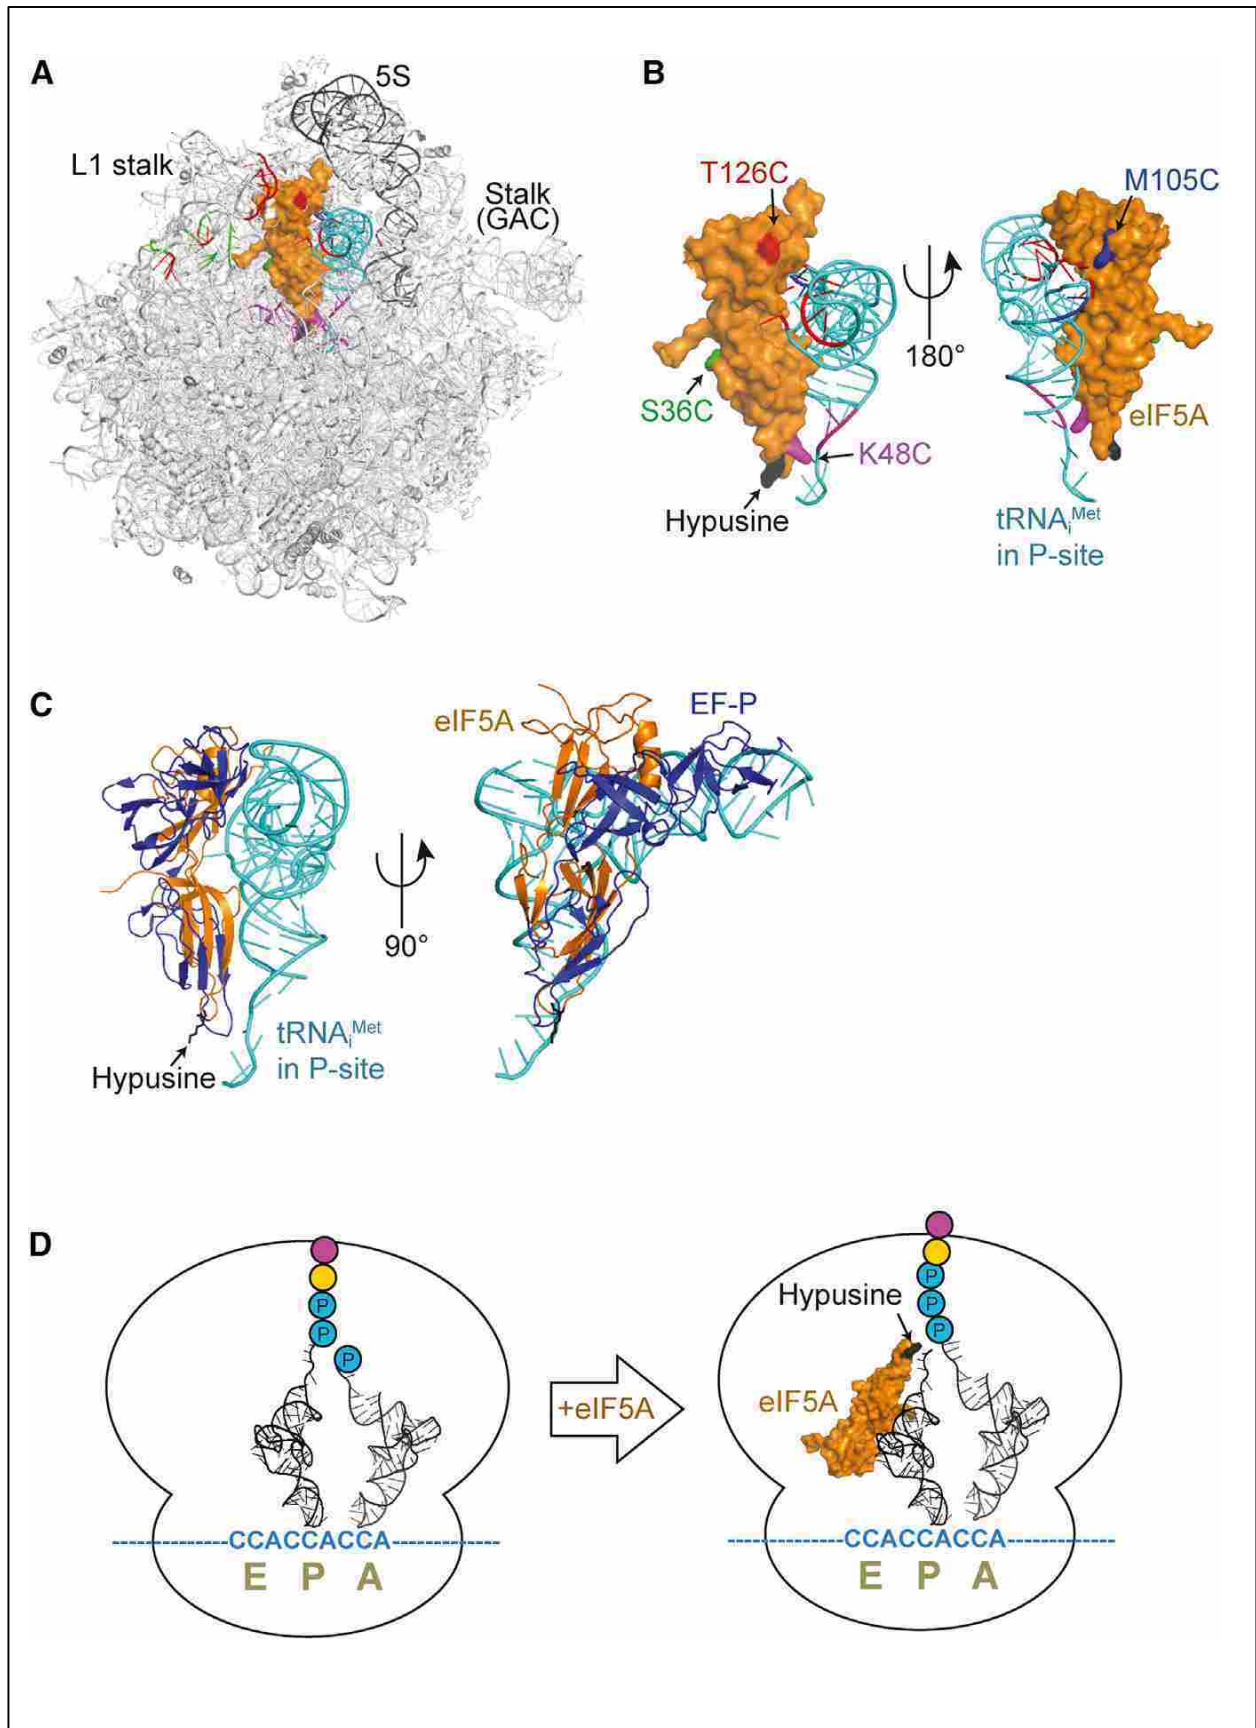 A
5S
L1 stalk
Stalk
(GAC)
B
T126C
M105C
180°
S36C
K48C
eIF5A
Hypusine
tRNAiMet
in P-site
C
eIF5A
EF-P
90°
tRNAiMet
in P-site
Hypusine
D
P
P
P
+eIF5A
CCACCACCA
E P A
Hypusine
P
P
P
eIF5A
CCACCACCA
E P A